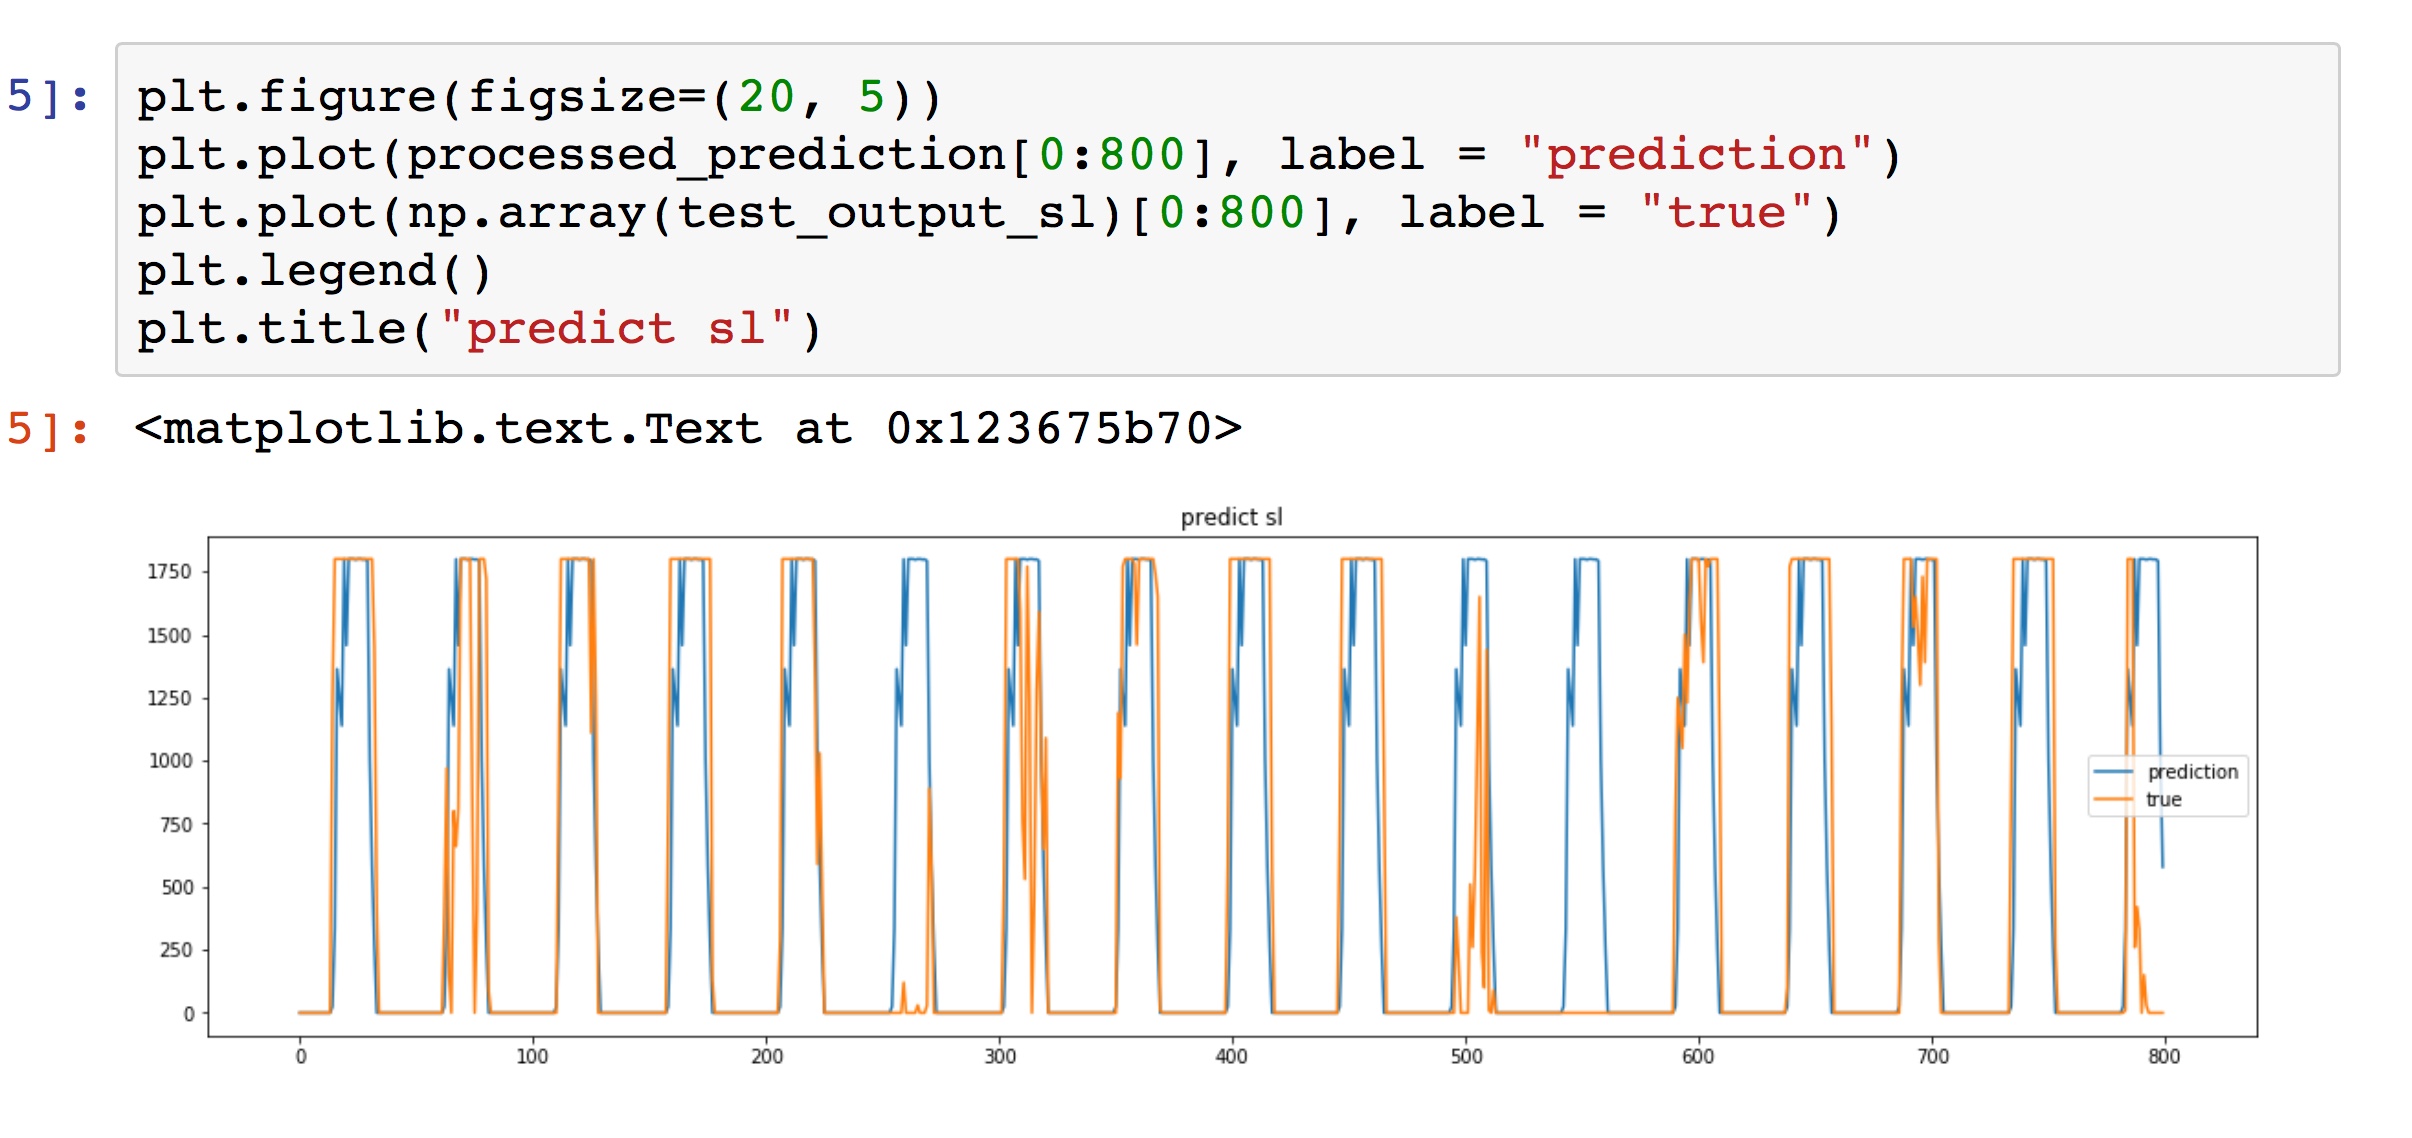 5]: plt.figure(figsize=(20, 5))
plt.plot(processed_prediction[0:800], label = "prediction")
plt.plot(np.array(test_output_sl)[0:800], label = "true")
plt.legend()
plt.title("predict sl")
5]: <matplotlib.text.Text at 0x123675b70>
predict sl
1750
1500
1250
1000
750
500
250
0
prediction
true
0 100 200 300 400 500 600 700 800